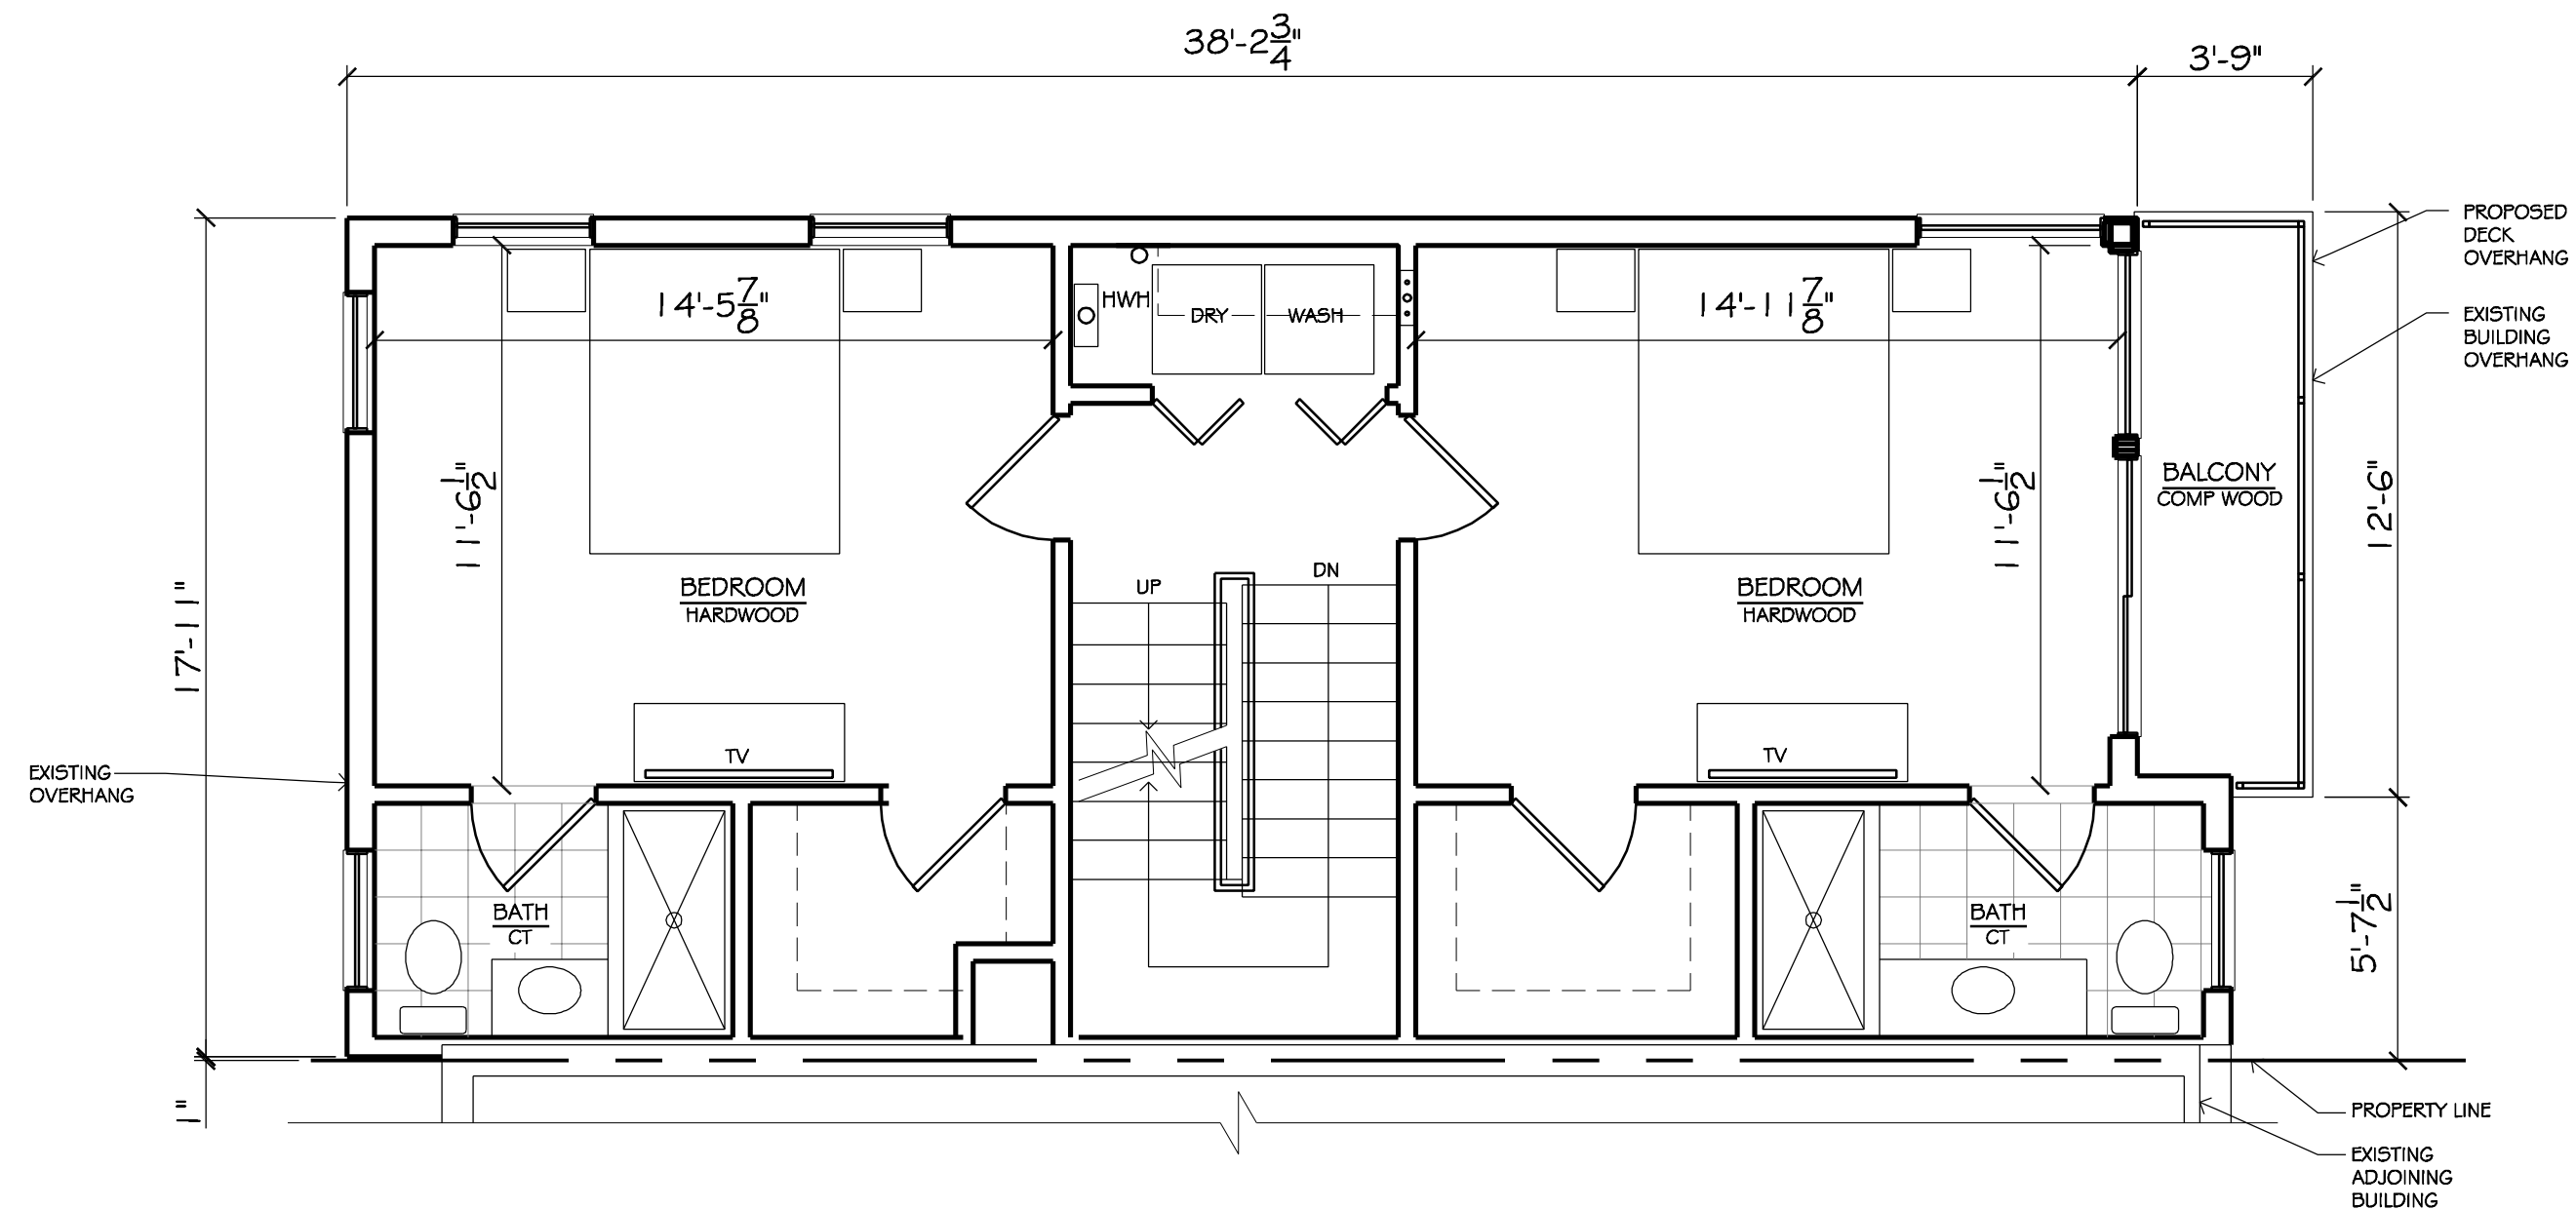 38'-2 3/4"
3'-9"
PROPOSED
DECK
OVERHANG
EXISTING
BUILDING
OVERHANG
14'-5 7/8"
HWH
DRY
WASH
14'-11 7/8"
11'-6 1/2"
11'-6 1/2"
BALCONY
COMP WOOD
12'-6"
UP
DN
BEDROOM
HARDWOOD
BEDROOM
HARDWOOD
17'-11"
TV
TV
EXISTING
OVERHANG
BATH
CT
BATH
CT
5'-7 1/2"
1"
PROPERTY LINE
EXISTING
ADJOINING
BUILDING